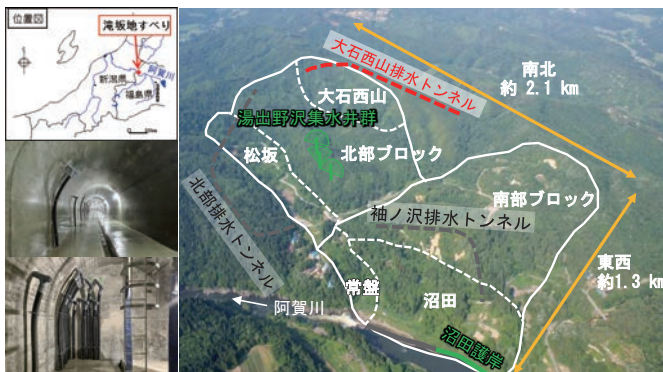 位置図
滝坂地すべり
新潟県
阿賀川
福島県
大石西山排水トンネル
南北
約 2.1 km
大石西山
湯出野沢集水井群
松坂
北部ブロック
南部ブロック
北部排水トンネル
袖ノ沢排水トンネル
東西
約1.3 km
常盤
沼田
阿賀川
沼田護岸